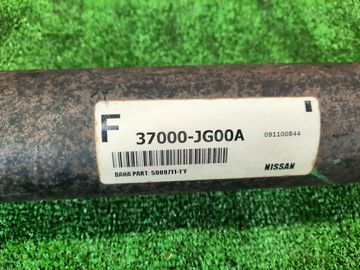 F
37000-JG00A
091100844
DANA PART: 5009711-1'F
NISSAN